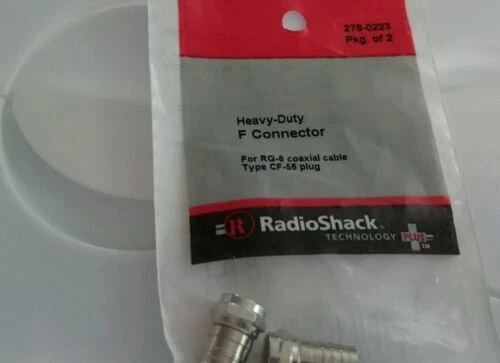 278-0223
Pkg. of 2
Heavy-Duty
F Connector
For RG-6 coaxial cable
Type CF-56 plug
R RadioShack
TECHNOLOGY PLUS TM